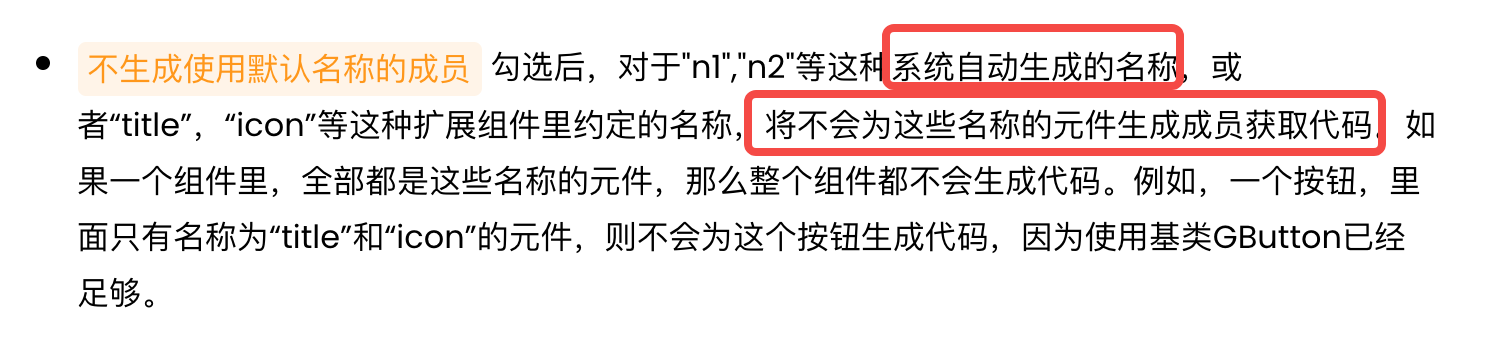 不生成使用默认名称的成员 勾选后，对于"n1","n2"等这种系统自动生成的名称，或
者“title”，“icon”等这种扩展组件里约定的名称，将不会为这些名称的元件生成成员获取代码。如
果一个组件里，全部都是这些名称的元件，那么整个组件都不会生成代码。例如，一个按钮，里
面只有名称为“title”和“icon”的元件，则不会为这个按钮生成代码，因为使用基类GButton已经
足够。